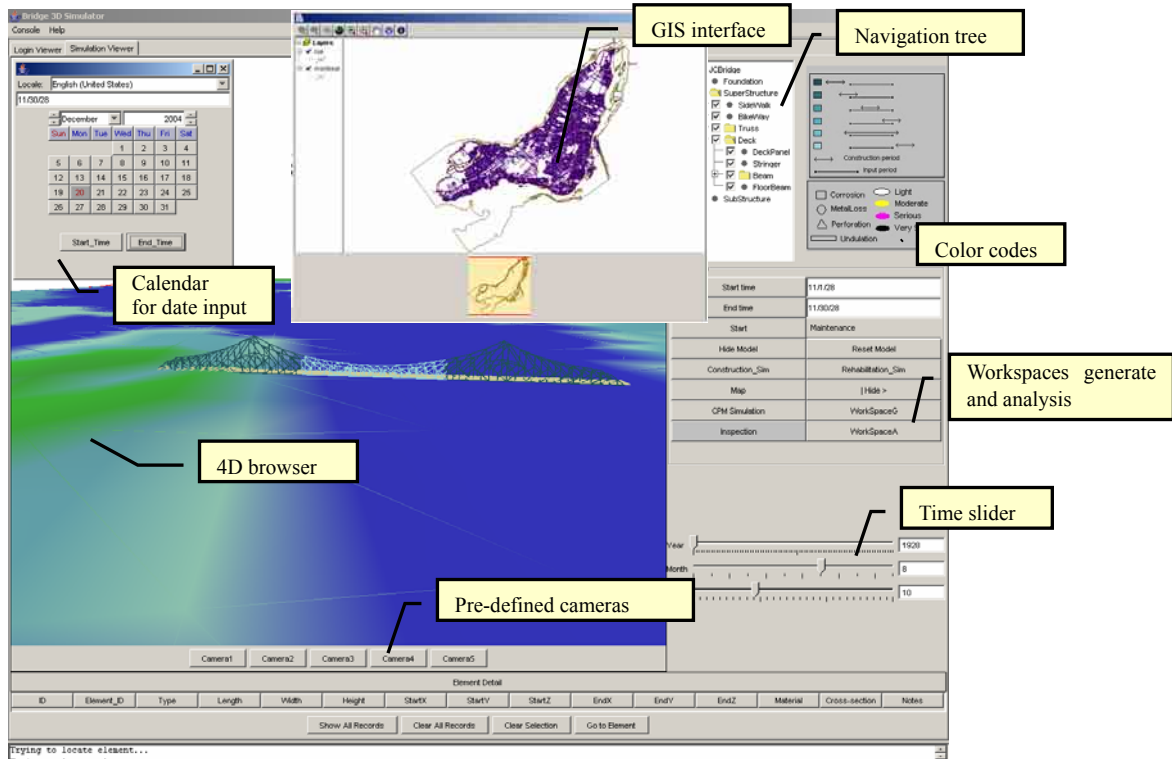 Bridge 3D Simulator
Console Help
Login Viewer Simulation Viewer
Locale: English (United States)
11/30/28
December 2004
Sun Mon Tue Wed Thu Fri Sat
1 2 3 4
5 6 7 8 9 10 11
12 13 14 15 16 17 18
19 20 21 22 23 24 25
26 27 28 29 30 31
Start_Time End_Time
Calendar
for date input
Layers
GIS interface
Navigation tree
JCBridge
Foundation
SuperStructure
SideWalk
BikeWay
Truss
Deck
DeckPanel
Stringer
Beam
FloorBeam
SubStructure
Construction period
Input period
Corrosion Light
MetalLoss Moderate
Serious
Perforation Very
Undulation
Color codes
Start time 11/1/28
End time 11/30/28
Start Maintenance
Hide Model Reset Model
Construction_Sim Rehabilitation_Sim
Map | Hide >
CPM Simulation WorkSpaceG
Inspection WorkSpaceA
Workspaces generate
and analysis
4D browser
Time slider
Year 1928
Month 8
10
Pre-defined cameras
Camera1 Camera2 Camera3 Camera4 Camera5
Element Detail
ID Element_ID Type Length Width Height StartX StartY StartZ EndX EndY EndZ Material Cross-section Notes
Show All Records Clear All Records Clear Selection Go to Element
Trying to locate element...